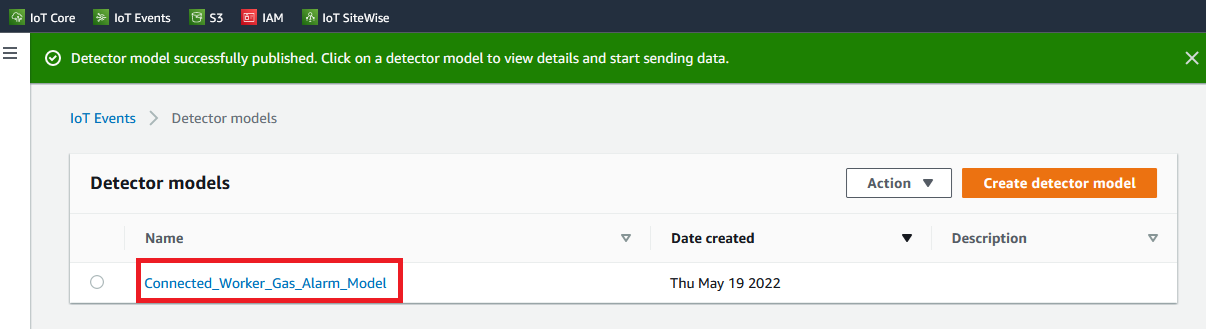 IoT Core IoT Events S3 IAM IoT SiteWise
Detector model successfully published. Click on a detector model to view details and start sending data.
IoT Events Detector models
Detector models Action Create detector model
Name Date created Description
Connected_Worker_Gas_Alarm_Model Thu May 19 2022